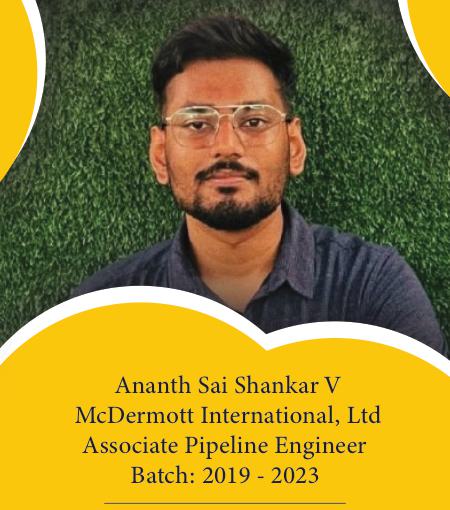 Ananth Sai Shankar V
McDermott International, Ltd
Associate Pipeline Engineer
Batch: 2019 - 2023